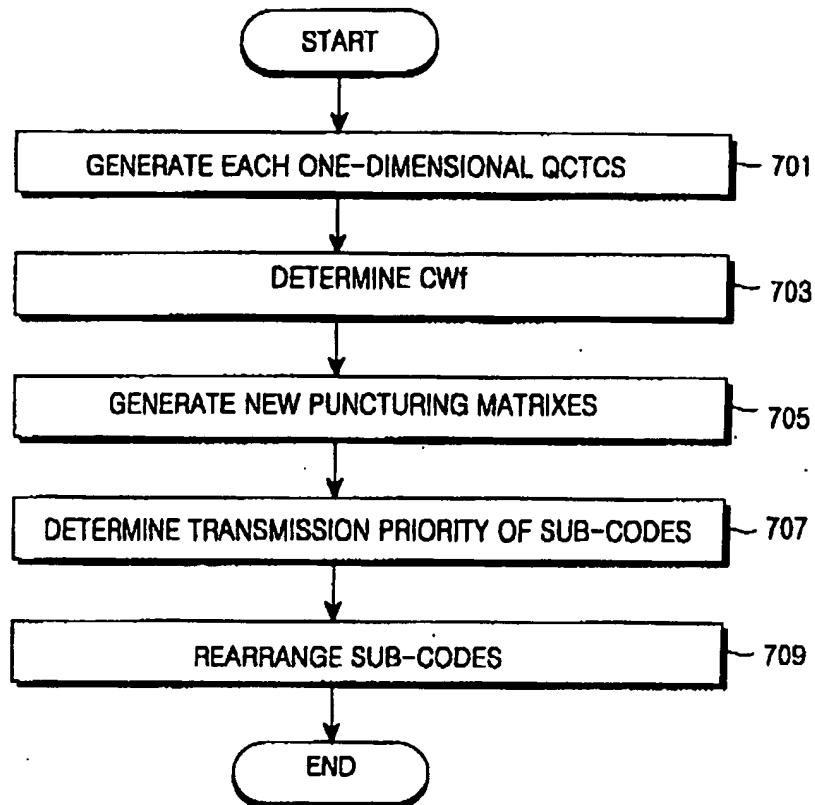 START
GENERATE EACH ONE-DIMENSIONAL QCTCS
701
DETERMINE CWf
703
GENERATE NEW PUNCTURING MATRIXES
705
DETERMINE TRANSMISSION PRIORITY OF SUB-CODES
707
REARRANGE SUB-CODES
709
END